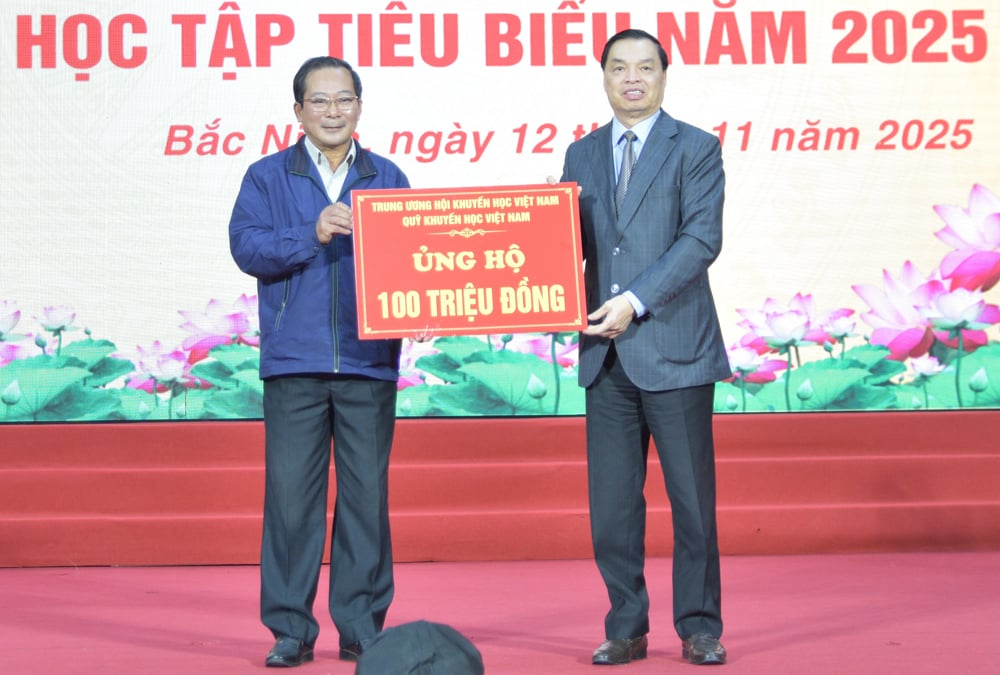 HỌC TẬP TIÊU BIỂU NĂM 2025
Bắc ngày 12 11 năm 2025
TRUNG ƯƠNG HỘI KHUYẾN HỌC VIỆT NAM
QUỸ KHUYẾN HỌC VIỆT NAM
ỦNG HỘ
100 TRIỆU ĐỒNG